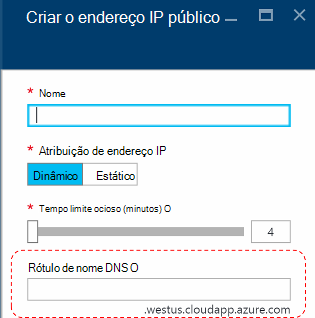 Criar o endereço IP público
* Nome
* Atribuição de endereço IP
Dinâmico Estático
* Tempo limite ocioso (minutos) O
4
Rótulo de nome DNS O
.westus.cloudapp.azure.com